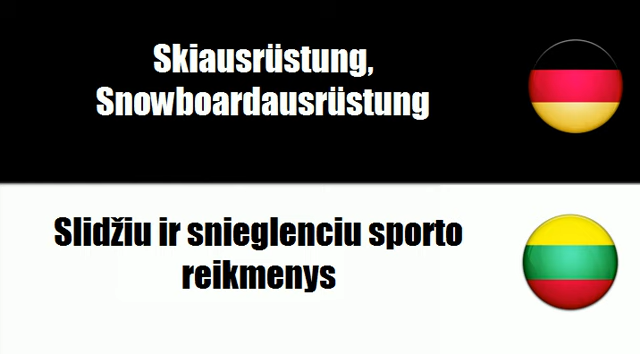 Skiausrüstung,
Snowboardausrüstung
Slidžiu ir snieglenciu sporto
reikmenys